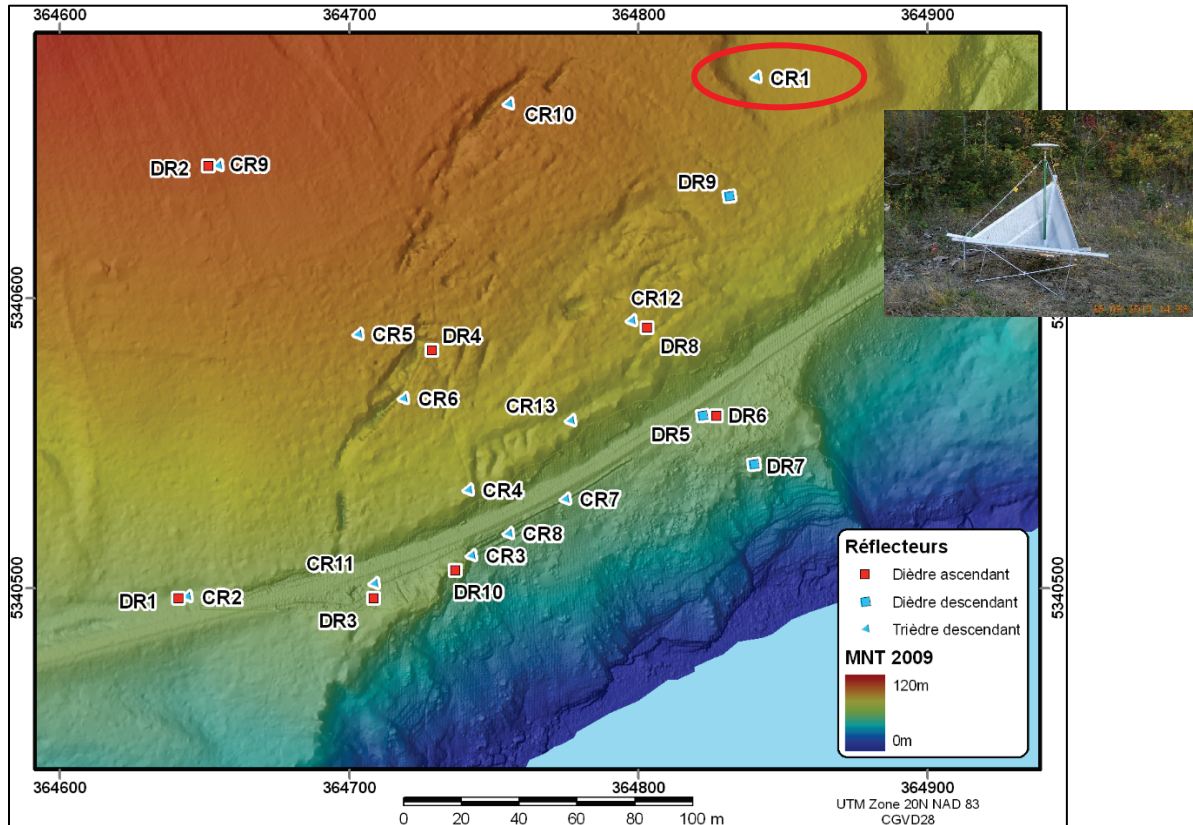 364600 364700 364800 364900
CR1
CR10
DR2 CR9
DR9
5340600
CR12
CR5 DR4
DR8
CR6
CR13
DR5 DR6
DR7
CR4
CR7
CR8
CR3
CR11
DR10
DR1 CR2
DR3
5340500 5340500
Réflecteurs
Dièdre ascendant
Dièdre descendant
Trièdre descendant
MNT 2009
120m
0m
364600 364700 364800 364900
0 20 40 60 80 100 m
UTM Zone 20N NAD 83
CGVD28